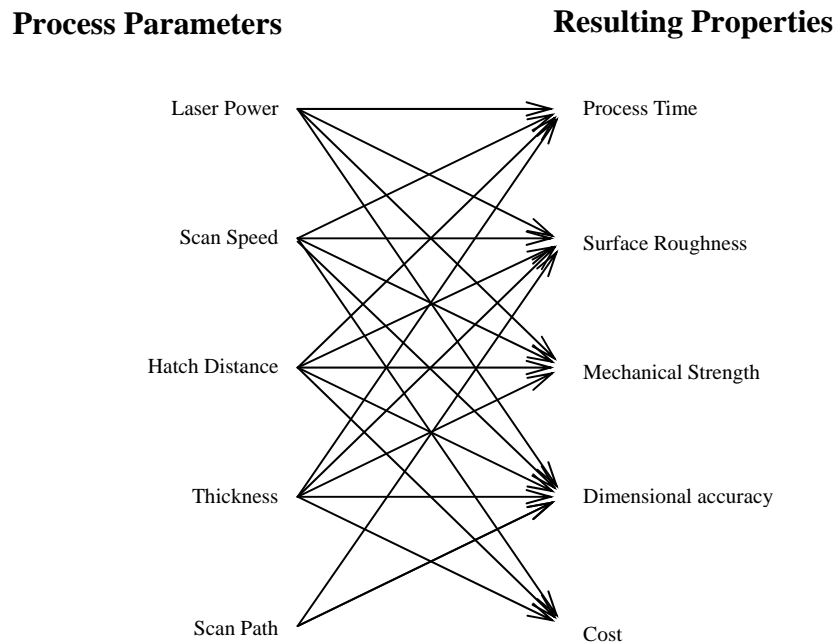 Process Parameters
Resulting Properties
Laser Power
Process Time
Scan Speed
Surface Roughness
Hatch Distance
Mechanical Strength
Thickness
Dimensional accuracy
Scan Path
Cost